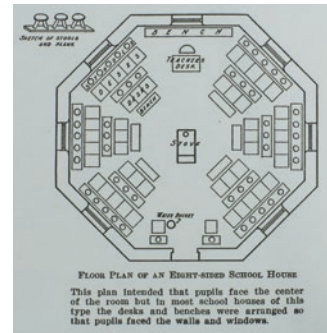 SKETCH OF STOOLS
AND PLANK
BENCH
TEACHER'S
DESK
DESKS
BENCH
STOVE
WATER BUCKET
FLOOR PLAN OF AN EIGHT-SIDED SCHOOL HOUSE
This plan intended that pupils face the center
of the room but in most school houses of this
type the desks and benches were arranged so
that pupils faced the walls and windows.